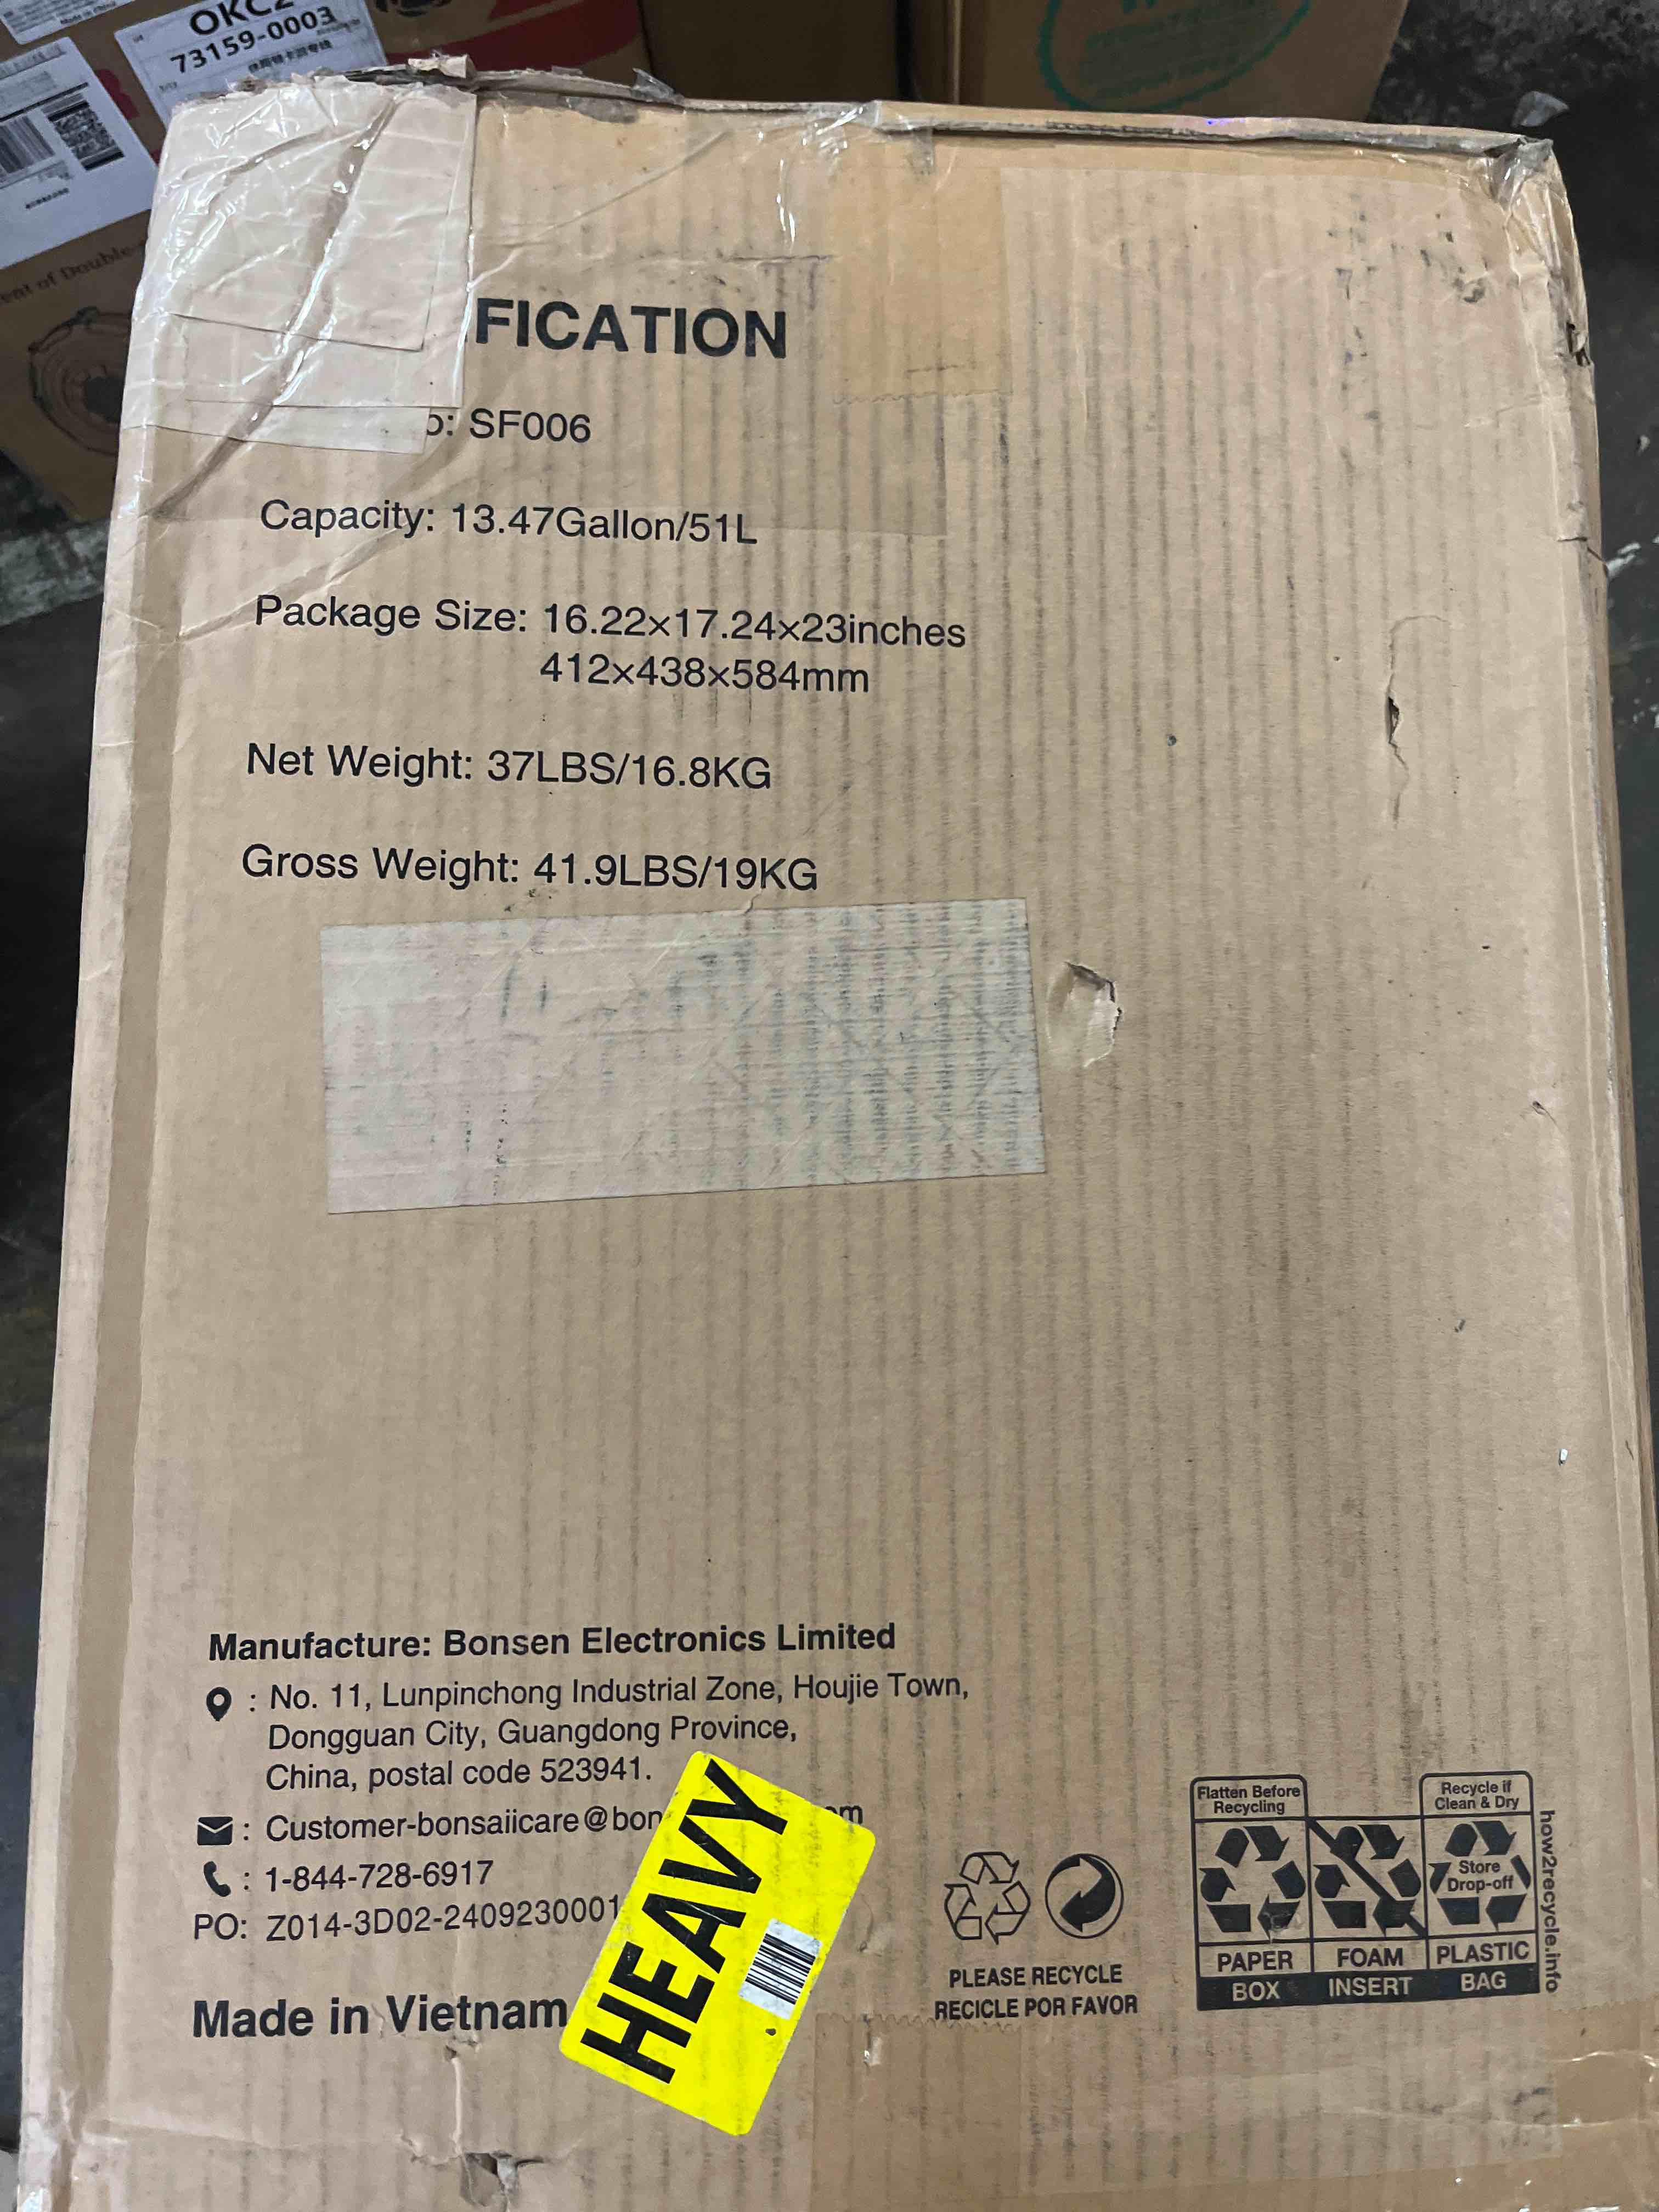 73159-0003
FICATION
: SF006
Capacity: 13.47Gallon/51L
Package Size: 16.22×17.24×23inches
412×438×584mm
Net Weight: 37LBS/16.8KG
Gross Weight: 41.9LBS/19KG
Manufacture: Bonsen Electronics Limited
: No. 11, Lunpinchong Industrial Zone, Houjie Town,
Dongguan City, Guangdong Province,
China, postal code 523941.
: Customer-bonsaiicare@bon
: 1-844-728-6917
PO: Z014-3D02-2409230001
Made in Vietnam
HEAVY
PLEASE RECYCLE
RECICLE POR FAVOR
Flatten Before
Recycling
Recycle if
Clean & Dry
Store
Drop-off
PAPER
FOAM
PLASTIC
BOX
INSERT
BAG
how2recycle.info